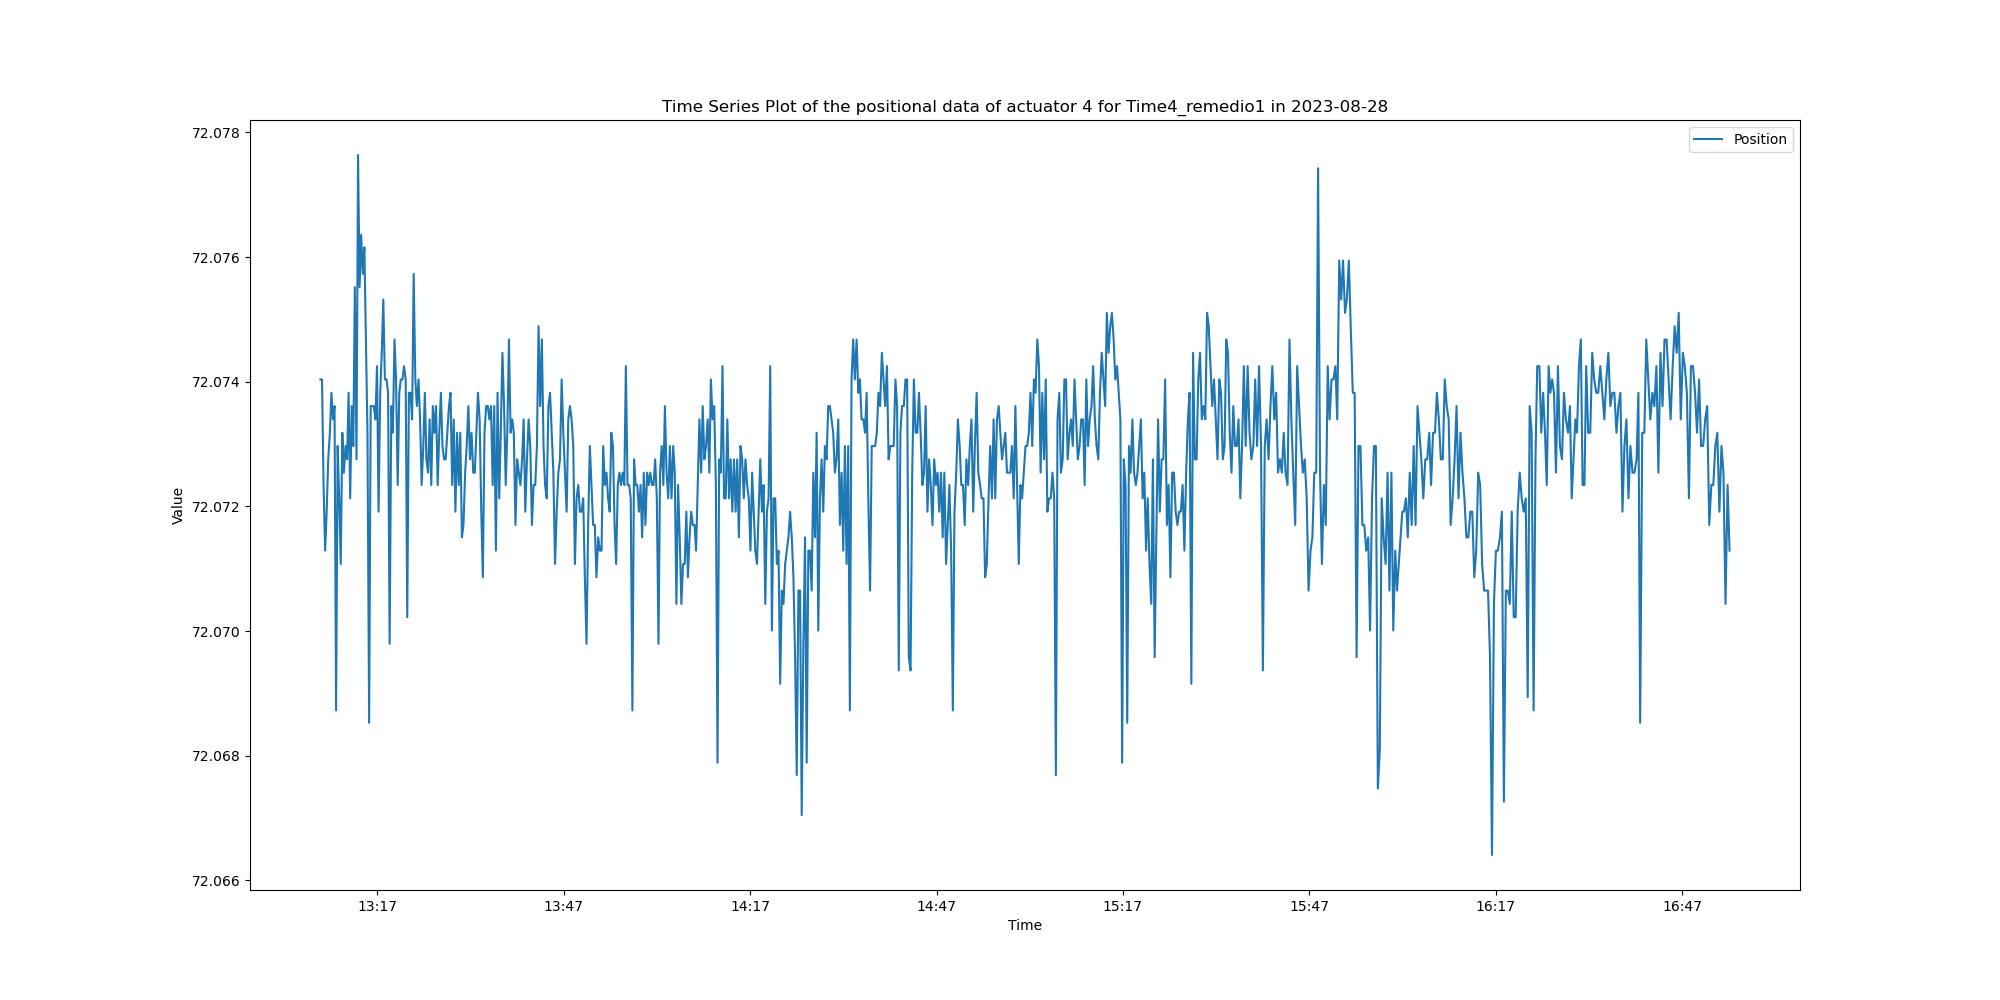 Time Series Plot of the positional data of actuator 4 for Time4_remedio1 in 2023-08-28
Position
72.078
72.076
72.074
72.072
72.070
72.068
72.066
Value
13:17 13:47 14:17 14:47 15:17 15:47 16:17 16:47
Time